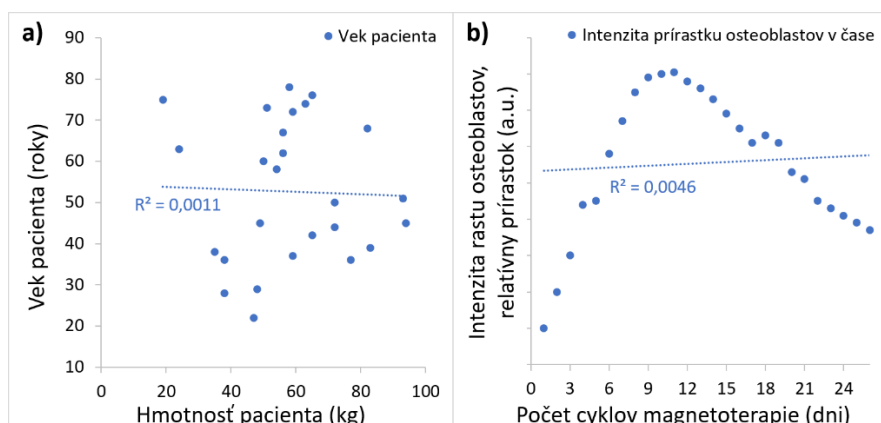 a)
Vek pacienta
Vek pacienta (roky)
90
80
70
60
50
40
30
20
10
R² = 0,0011
0
20
40
60
80
100
Hmotnosť pacienta (kg)
b)
Intenzita prírastku osteoblastov v čase
Intenzita rastu osteoblastov,
relatívny prírastok (a.u.)
R² = 0,0046
0
3
6
9
12
15
18
21
24
Počet cyklov magnetoterapie (dni)